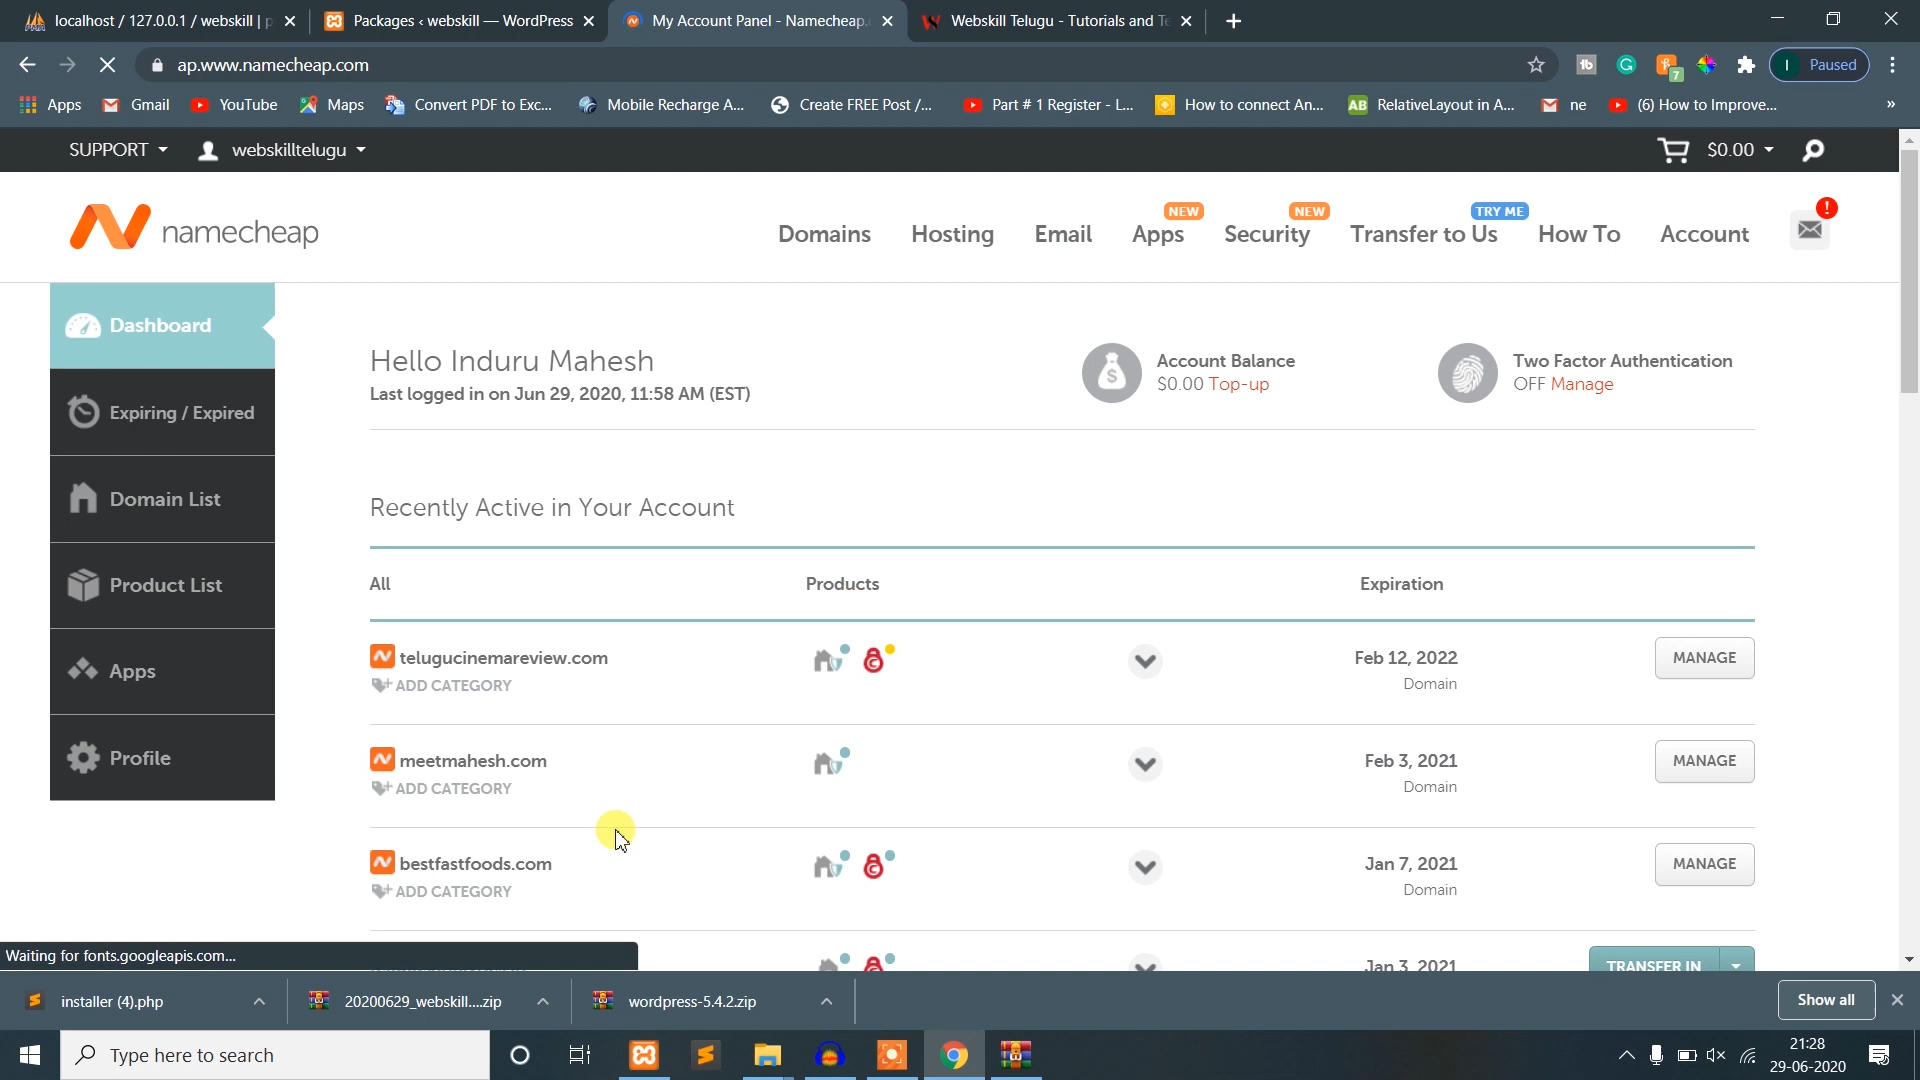 localhost / 127.0.0.1 / webskill | p
Packages ‹ webskill — WordPress
My Account Panel - Namecheap.
Webskill Telugu - Tutorials and Te
ap.www.namecheap.com
7
Paused
Apps
Gmail
YouTube
Maps
Convert PDF to Exc...
Mobile Recharge A...
Create FREE Post /...
Part # 1 Register - L...
How to connect An...
RelativeLayout in A...
ne
(6) How to Improve...
»
SUPPORT
webskilltelugu
$0.00
namecheap
Domains
Hosting
Email
NEW
Apps
NEW
Security
TRY ME
Transfer to Us
How To
Account
!
Dashboard
Expiring / Expired
Domain List
Product List
Apps
Profile
Hello Induru Mahesh
Last logged in on Jun 29, 2020, 11:58 AM (EST)
Account Balance
$0.00 Top-up
Two Factor Authentication
OFF Manage
Recently Active in Your Account
All
Products
Expiration
telugucinemareview.com
ADD CATEGORY
Feb 12, 2022
Domain
MANAGE
meetmahesh.com
ADD CATEGORY
Feb 3, 2021
Domain
MANAGE
bestfastfoods.com
ADD CATEGORY
Jan 7, 2021
Domain
MANAGE
Jan 3, 2021
TRANSFER IN
Waiting for fonts.googleapis.com...
installer (4).php
20200629_webskill....zip
wordpress-5.4.2.zip
Show all
Type here to search
21:28
29-06-2020